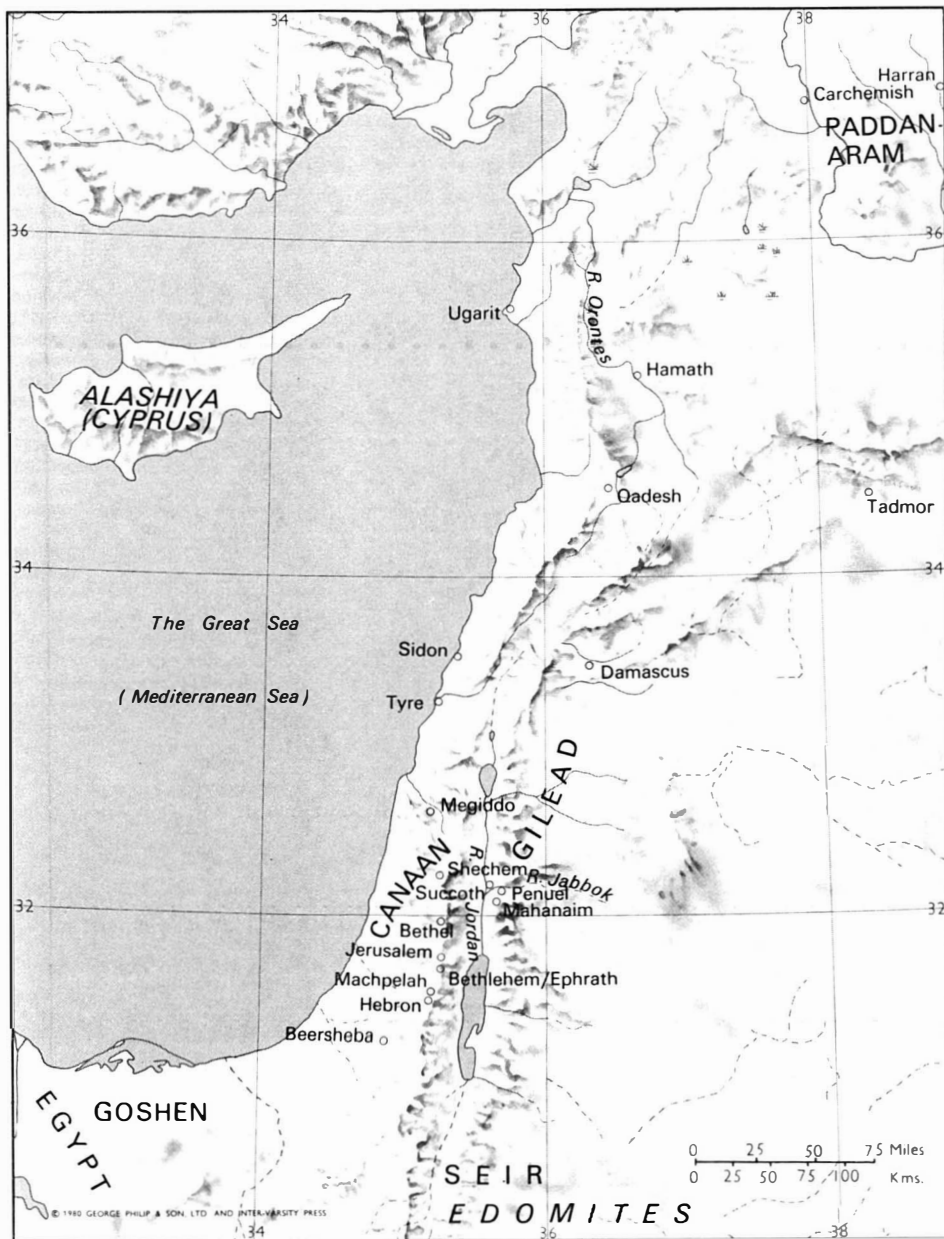 34
36
38
Harran
Carchemish
PADDAN-
ARAM
36
36
Ugarit
R. Orontes
Hamath
ALASHIYA
(CYPRUS)
Qadesh
Tadmor
34
34
The Great Sea
(Mediterranean Sea)
Sidon
Damascus
Tyre
GILEAD
Megiddo
CANAAN
R. Jordan
Shechem
R. Jabbok
Succoth
Penuel
Mahanaim
32
32
Bethel
Jerusalem
Machpelah
Bethlehem/Ephrath
Hebron
Beersheba
EGYPT
GOSHEN
0 25 50 75 Miles
0 25 50 75 100 Kms.
SEIR
EDOMITES
© 1980 GEORGE PHILIP & SON, LTD AND INTER-VARSITY PRESS
34
36
38